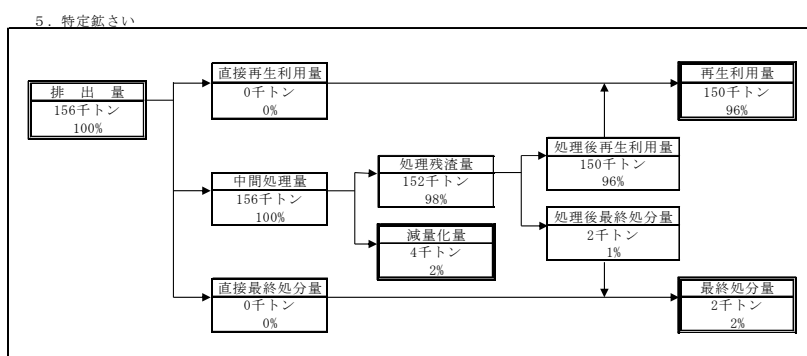 ５．特定鉱さい
排　出　量
156千トン
100%
直接再生利用量
0千トン
0%
中間処理量
156千トン
100%
直接最終処分量
0千トン
0%
処理残渣量
152千トン
98%
減量化量
4千トン
2%
処理後再生利用量
150千トン
96%
処理後最終処分量
2千トン
1%
再生利用量
150千トン
96%
最終処分量
2千トン
2%